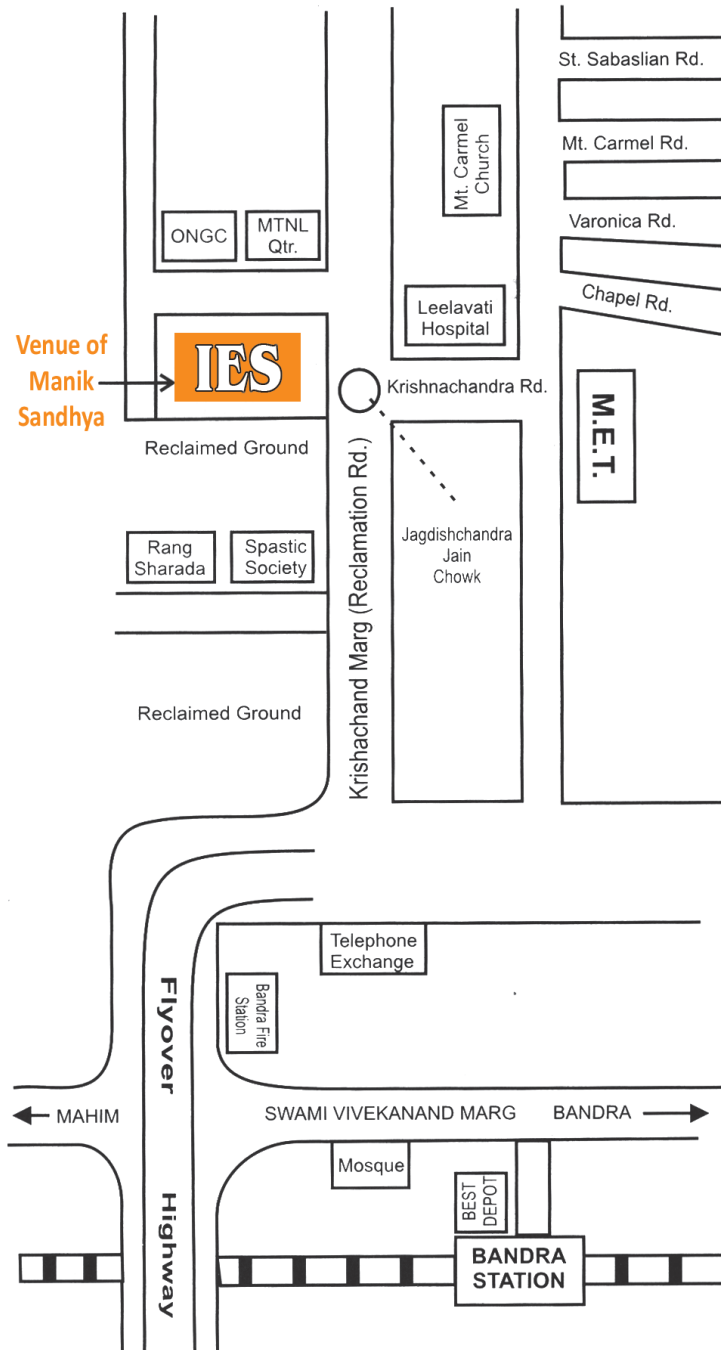 St. Sabaslian Rd.
Mt. Carmel Rd.
Mt. Carmel
Church
Varonica Rd.
ONGC
MTNL
Qtr.
Chapel Rd.
Leelavati
Hospital
Venue of
Manik
Sandhya
IES
Krishnachandra Rd.
M.E.T.
Reclaimed Ground
Krishachand Marg (Reclamation Rd.)
Jagdishchandra
Jain
Chowk
Rang
Sharada
Spastic
Society
Reclaimed Ground
Telephone
Exchange
Bandra Fire
Station
Flyover
Highway
MAHIM
SWAMI VIVEKANAND MARG
BANDRA
Mosque
BEST
DEPOT
BANDRA
STATION